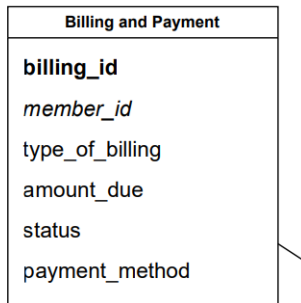 Billing and Payment
billing_id
member_id
type_of_billing
amount_due
status
payment_method